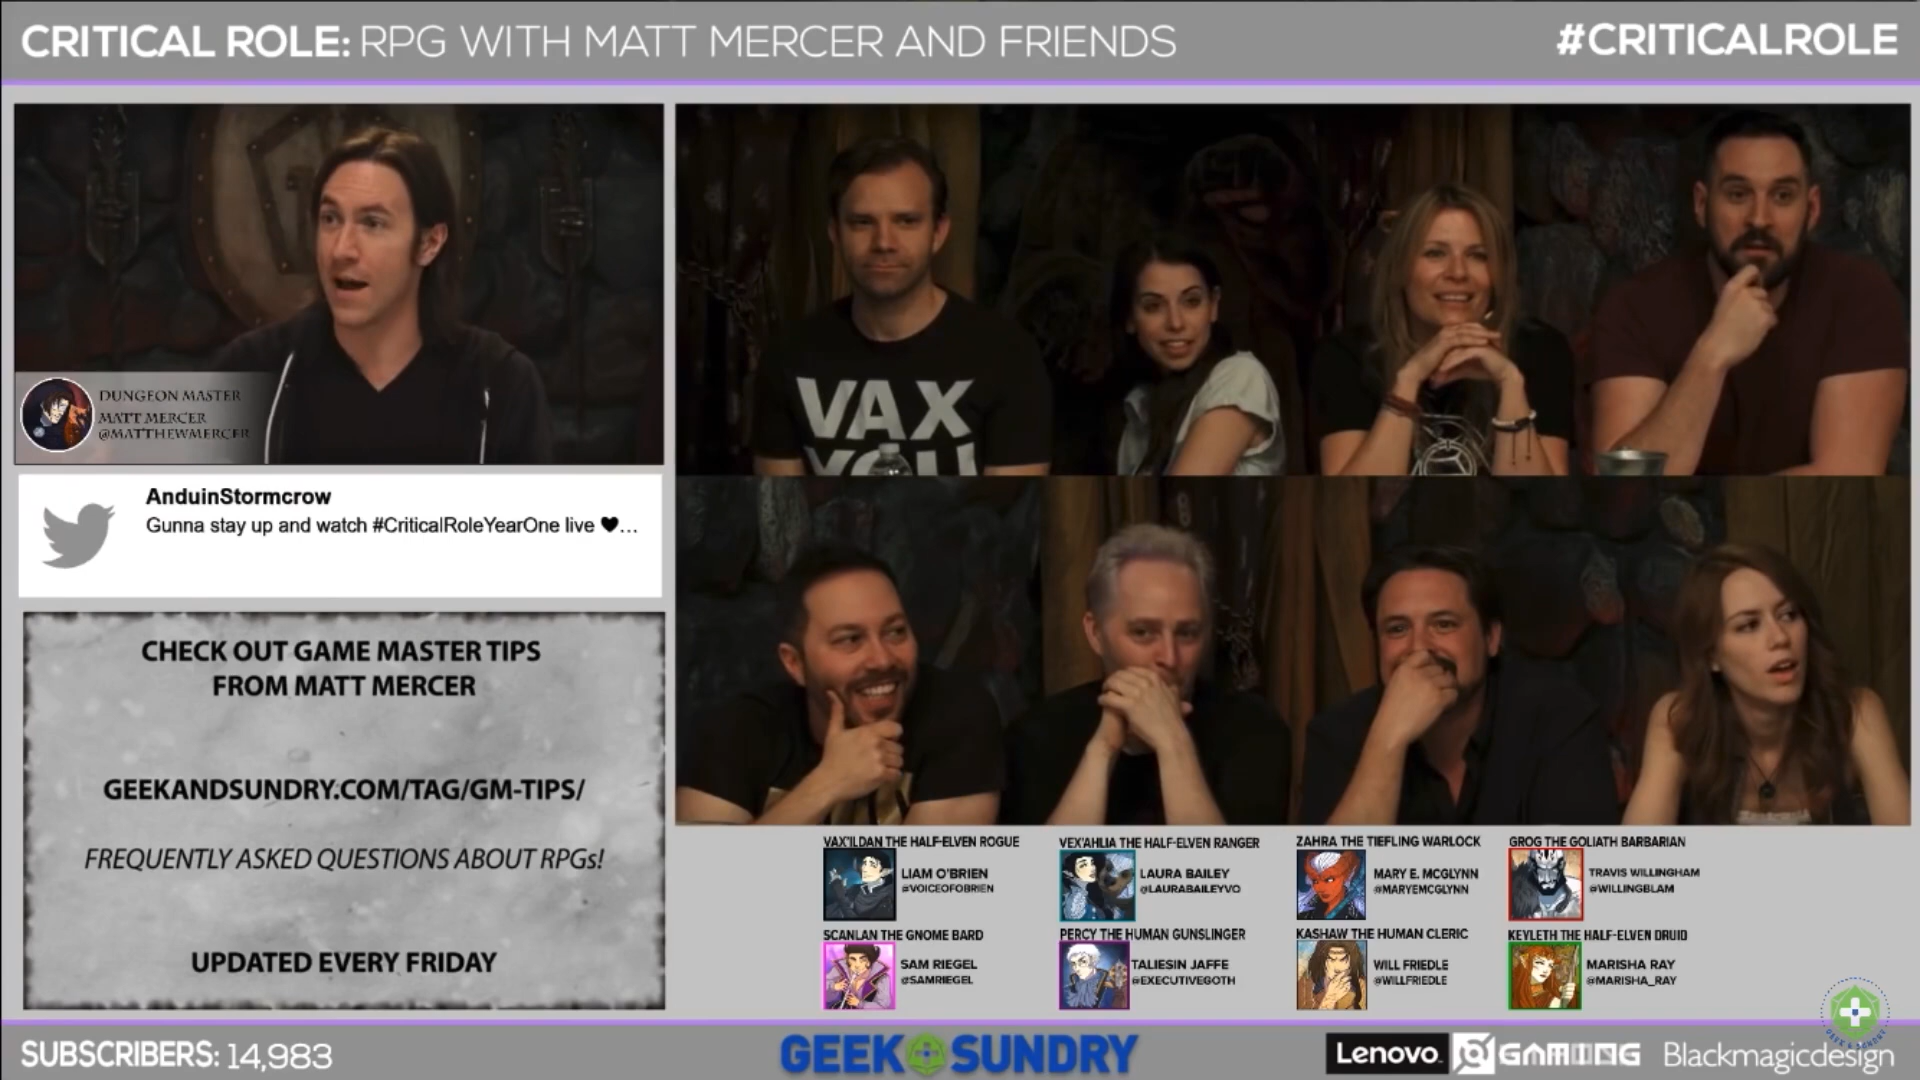 CRITICAL ROLE: RPG WITH MATT MERCER AND FRIENDS
#CRITICALROLE
DUNGEON MASTER
MATT MERCER
@MATTHEWMERCER
VAX
YOU
AnduinStormcrow
Gunna stay up and watch #CriticalRoleYearOne live ♥…
CHECK OUT GAME MASTER TIPS
FROM MATT MERCER
GEEKANDSUNDRY.COM/TAG/GM-TIPS/
FREQUENTLY ASKED QUESTIONS ABOUT RPGs!
UPDATED EVERY FRIDAY
VAX'ILDAN THE HALF-ELVEN ROGUE
LIAM O'BRIEN
@VOICEOFOBRIEN
VEX'AHLIA THE HALF-ELVEN RANGER
LAURA BAILEY
@LAURABAILEYVO
ZAHRA THE TIEFLING WARLOCK
MARY E. MCGLYNN
@MARYEMCGLYNN
GROG THE GOLIATH BARBARIAN
TRAVIS WILLINGHAM
@WILLINGBLAM
SCANLAN THE GNOME BARD
SAM RIEGEL
@SAMRIEGEL
PERCY THE HUMAN GUNSLINGER
TALIESIN JAFFE
@EXECUTIVEGOTH
KASHAW THE HUMAN CLERIC
WILL FRIEDLE
@WILLFRIEDLE
KEYLETH THE HALF-ELVEN DRUID
MARISHA RAY
@MARISHA_RAY
SUBSCRIBERS: 14,983
GEEK SUNDRY
Lenovo
GAMING
Blackmagicdesign
GEEK & SUNDRY